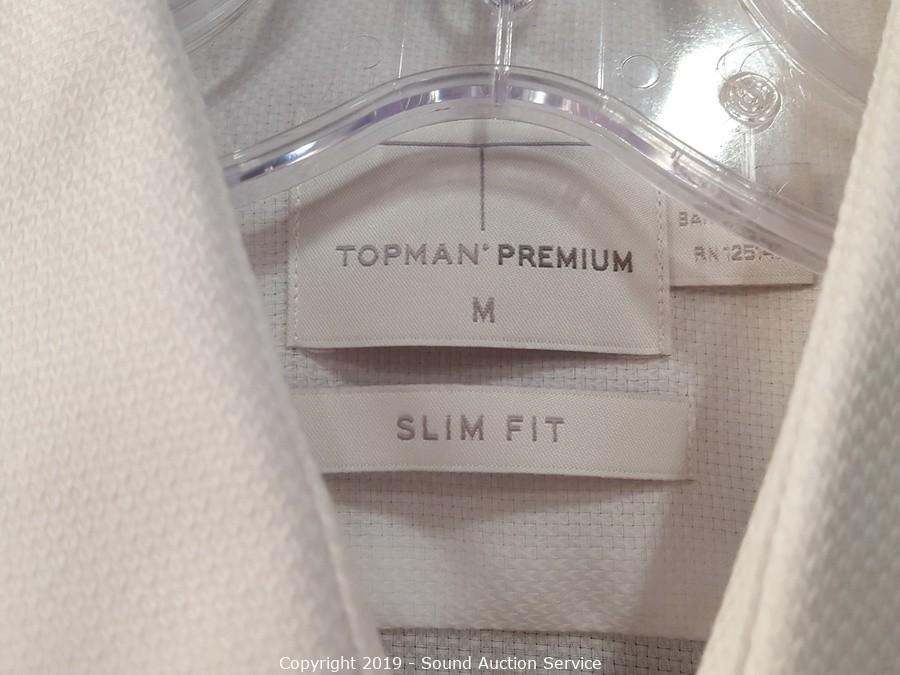 TOPMAN® PREMIUM
M
SLIM FIT
Copyright 2019 - Sound Auction Service